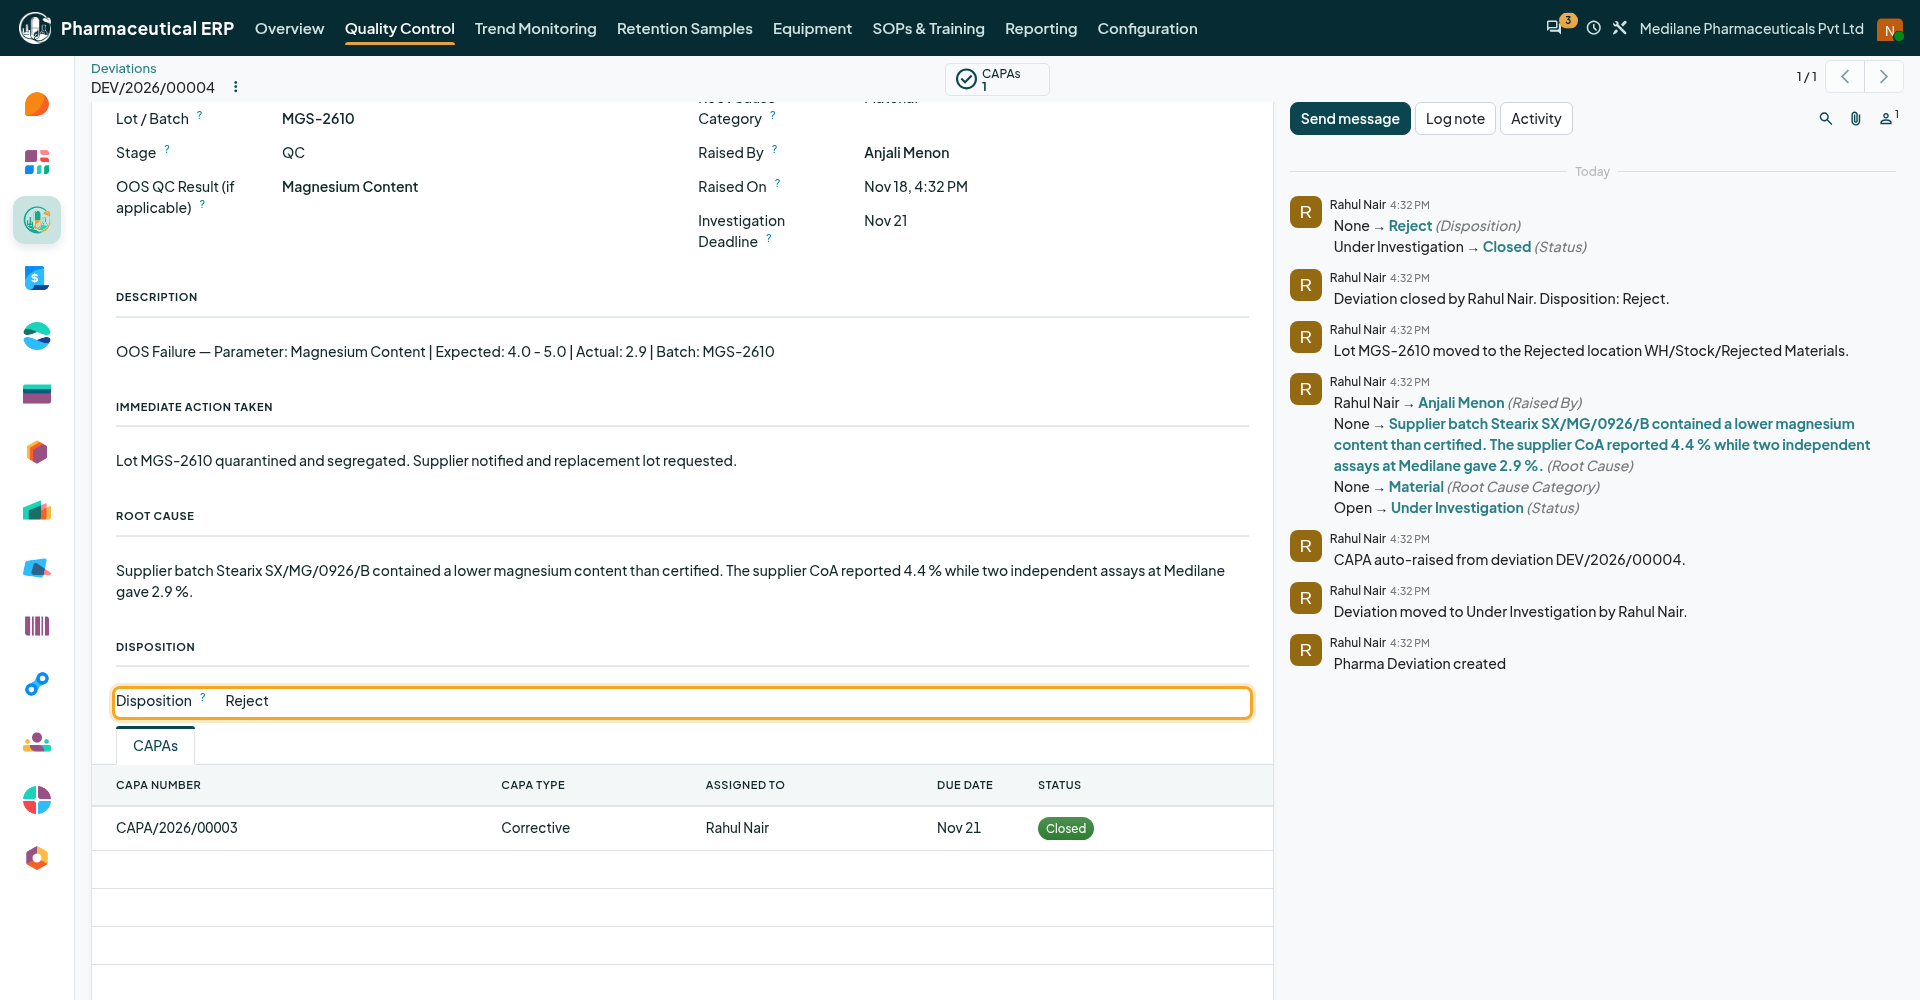 Pharmaceutical ERP
Overview
Quality Control
Trend Monitoring
Retention Samples
Equipment
SOPs & Training
Reporting
Configuration
3
Medilane Pharmaceuticals Pvt Ltd
N
Deviations
DEV/2026/00004
CAPAs
1
1 / 1
Lot / Batch ? MGS-2610
Stage ? QC
OOS QC Result (if
applicable) ?
Magnesium Content
Root Cause
Category ?
Material
Raised By ? Anjali Menon
Raised On ? Nov 18, 4:32 PM
Investigation
Deadline ?
Nov 21
DESCRIPTION
OOS Failure — Parameter: Magnesium Content | Expected: 4.0 - 5.0 | Actual: 2.9 | Batch: MGS-2610
IMMEDIATE ACTION TAKEN
Lot MGS-2610 quarantined and segregated. Supplier notified and replacement lot requested.
ROOT CAUSE
Supplier batch Stearix SX/MG/0926/B contained a lower magnesium content than certified. The supplier CoA reported 4.4 % while two independent assays at Medilane
gave 2.9 %.
DISPOSITION
Disposition ? Reject
CAPAs
CAPA NUMBER CAPA TYPE ASSIGNED TO DUE DATE STATUS
CAPA/2026/00003 Corrective Rahul Nair Nov 21 Closed
Send message
Log note
Activity
1
Today
R
Rahul Nair 4:32 PM
None → Reject (Disposition)
Under Investigation → Closed (Status)
R
Rahul Nair 4:32 PM
Deviation closed by Rahul Nair. Disposition: Reject.
R
Rahul Nair 4:32 PM
Lot MGS-2610 moved to the Rejected location WH/Stock/Rejected Materials.
R
Rahul Nair 4:32 PM
Rahul Nair → Anjali Menon (Raised By)
None → Supplier batch Stearix SX/MG/0926/B contained a lower magnesium
content than certified. The supplier CoA reported 4.4 % while two independent
assays at Medilane gave 2.9 %. (Root Cause)
None → Material (Root Cause Category)
Open → Under Investigation (Status)
R
Rahul Nair 4:32 PM
CAPA auto-raised from deviation DEV/2026/00004.
R
Rahul Nair 4:32 PM
Deviation moved to Under Investigation by Rahul Nair.
R
Rahul Nair 4:32 PM
Pharma Deviation created